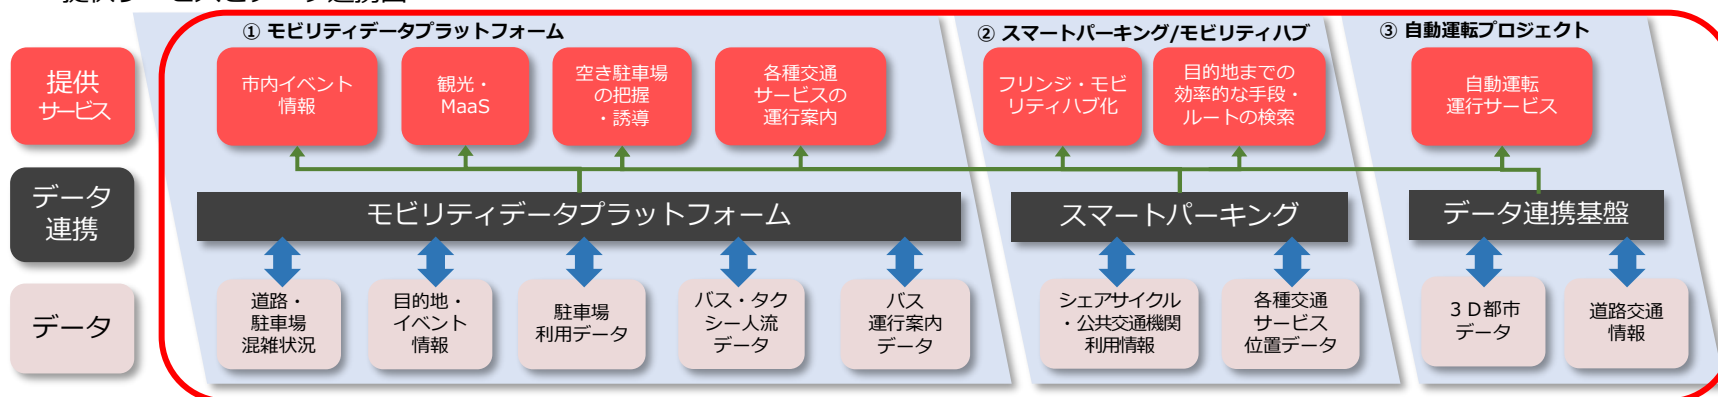 ① モビリティデータプラットフォーム
② スマートパーキング/モビリティハブ
③ 自動運転プロジェクト
提供
サービス
市内イベント
情報
観光・
MaaS
空き駐車場
の把握
・誘導
各種交通
サービスの
運行案内
フリンジ・モビ
リティハブ化
目的地までの
効率的な手段・
ルートの検索
自動運転
運行サービス
データ
連携
モビリティデータプラットフォーム
スマートパーキング
データ連携基盤
データ
道路・
駐車場
混雑状況
目的地・
イベント
情報
駐車場
利用データ
バス・タク
シー人流
データ
バス
運行案内
データ
シェアサイクル
・公共交通機関
利用情報
各種交通
サービス
位置データ
３Ｄ都市
データ
道路交通
情報